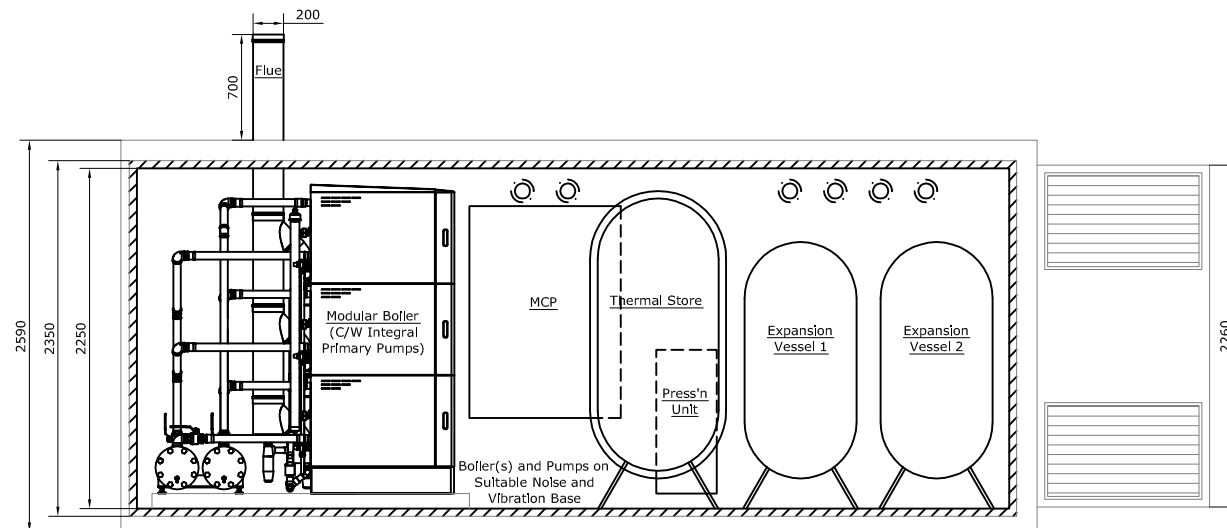 200
Flue
700
2590
2350
2250
Modular Boiler
(C/W Integral
Primary Pumps)
MCP
Thermal Store
Press'n
Unit
Expansion
Vessel 1
Expansion
Vessel 2
Boiler(s) and Pumps on
Suitable Noise and
Vibration Base
2260